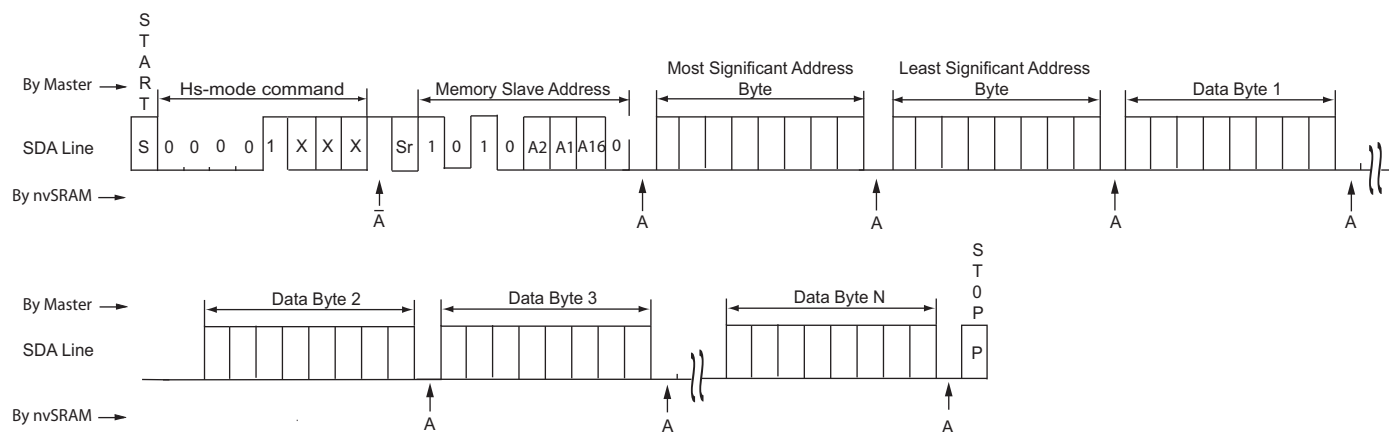 START
By Master
Hs-mode command
Memory Slave Address
Most Significant Address
Byte
Least Significant Address
Byte
Data Byte 1
SDA Line
S 0 0 0 0 1 X X X Sr 1 0 1 0 A2 A1 A16 0
By nvSRAM
A̅ A A A A
ST0P
By Master
Data Byte 2
Data Byte 3
Data Byte N
SDA Line
P
By nvSRAM
A A A